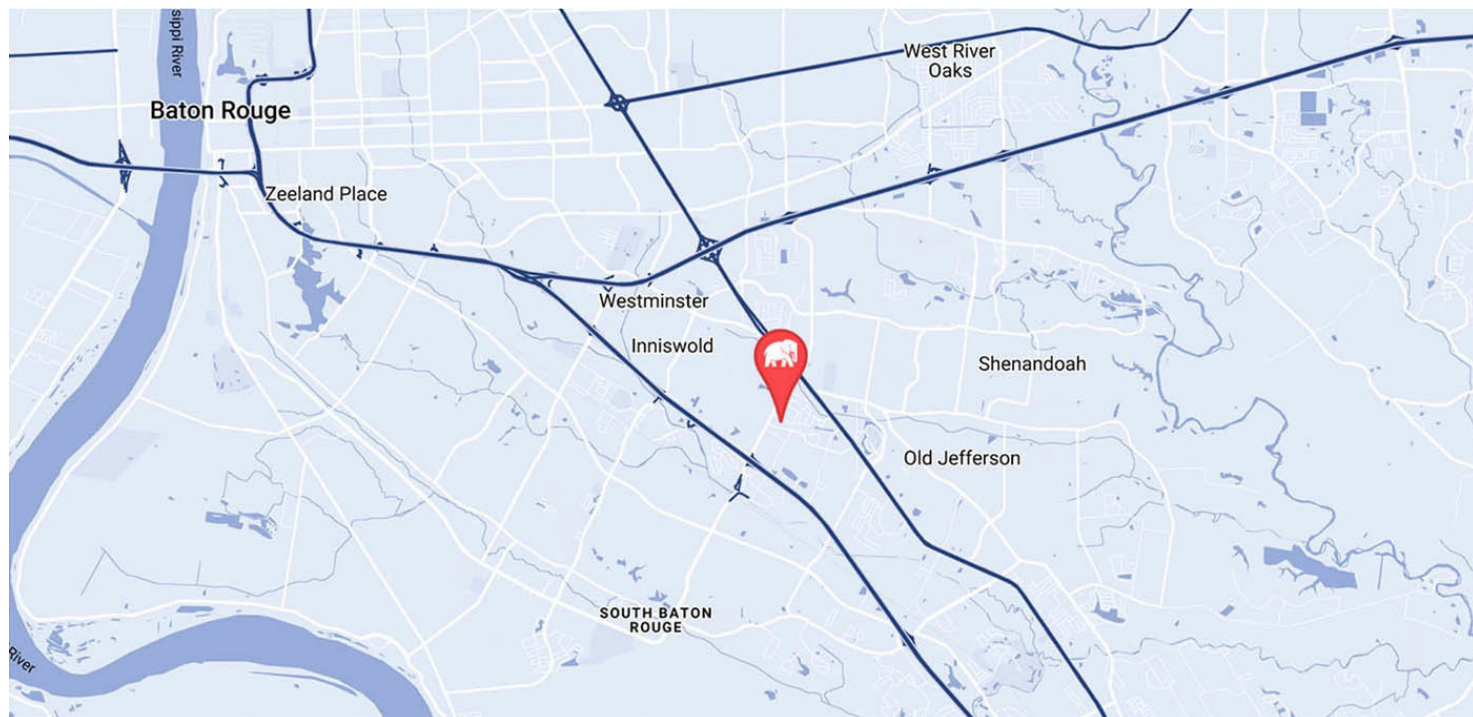 ssippi River
West River
Oaks
Baton Rouge
Zeeland Place
Westminster
Inniswold
Shenandoah
Old Jefferson
SOUTH BATON
ROUGE
River